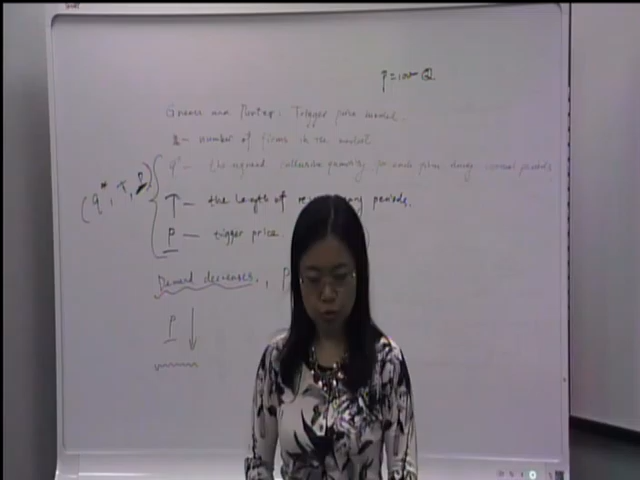 P = 100 - Q
Green and Porter: Trigger price model.
n — number of firms in the market
q* — the agreed collusive quantity for each firm during normal periods
(q*, T, P)
T — the length of periods.
P — trigger price.
Demand decreases, P
P ↓